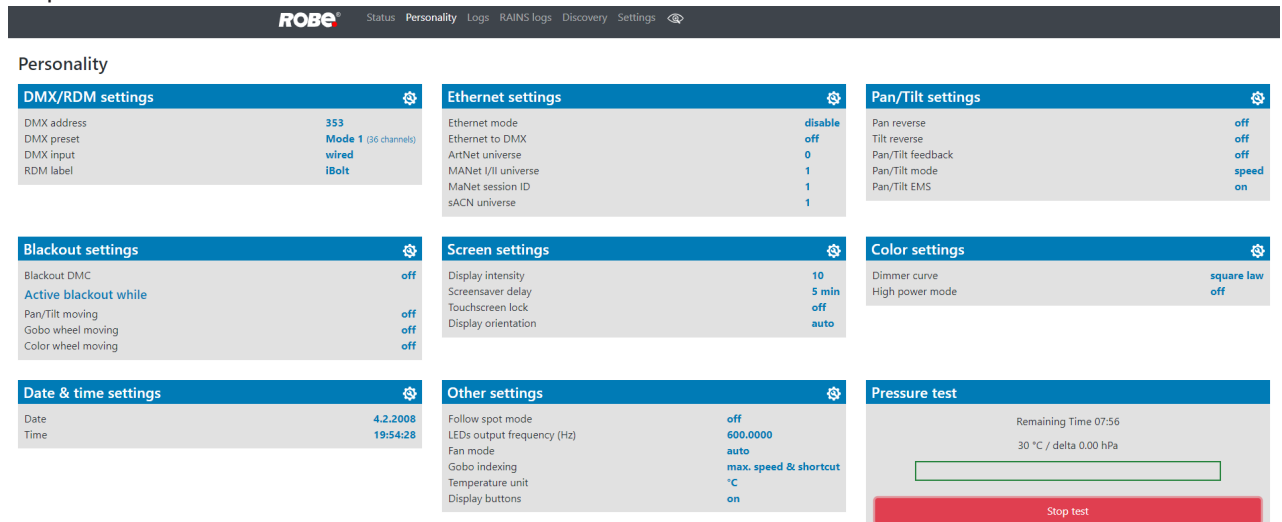 ROBE® Status Personality Logs RAINS logs Discovery Settings
Personality
DMX/RDM settings
DMX address 353
DMX preset Mode 1 (36 channels)
DMX input wired
RDM label iBolt
Ethernet settings
Ethernet mode disable
Ethernet to DMX off
ArtNet universe 0
MANet I/II universe 1
MaNet session ID 1
sACN universe 1
Pan/Tilt settings
Pan reverse off
Tilt reverse off
Pan/Tilt feedback off
Pan/Tilt mode speed
Pan/Tilt EMS on
Blackout settings
Blackout DMC off
Active blackout while
Pan/Tilt moving off
Gobo wheel moving off
Color wheel moving off
Screen settings
Display intensity 10
Screensaver delay 5 min
Touchscreen lock off
Display orientation auto
Color settings
Dimmer curve square law
High power mode off
Date & time settings
Date 4.2.2008
Time 19:54:28
Other settings
Follow spot mode off
LEDs output frequency (Hz) 600.0000
Fan mode auto
Gobo indexing max. speed & shortcut
Temperature unit °C
Display buttons on
Pressure test
Remaining Time 07:56
30 °C / delta 0.00 hPa
Stop test